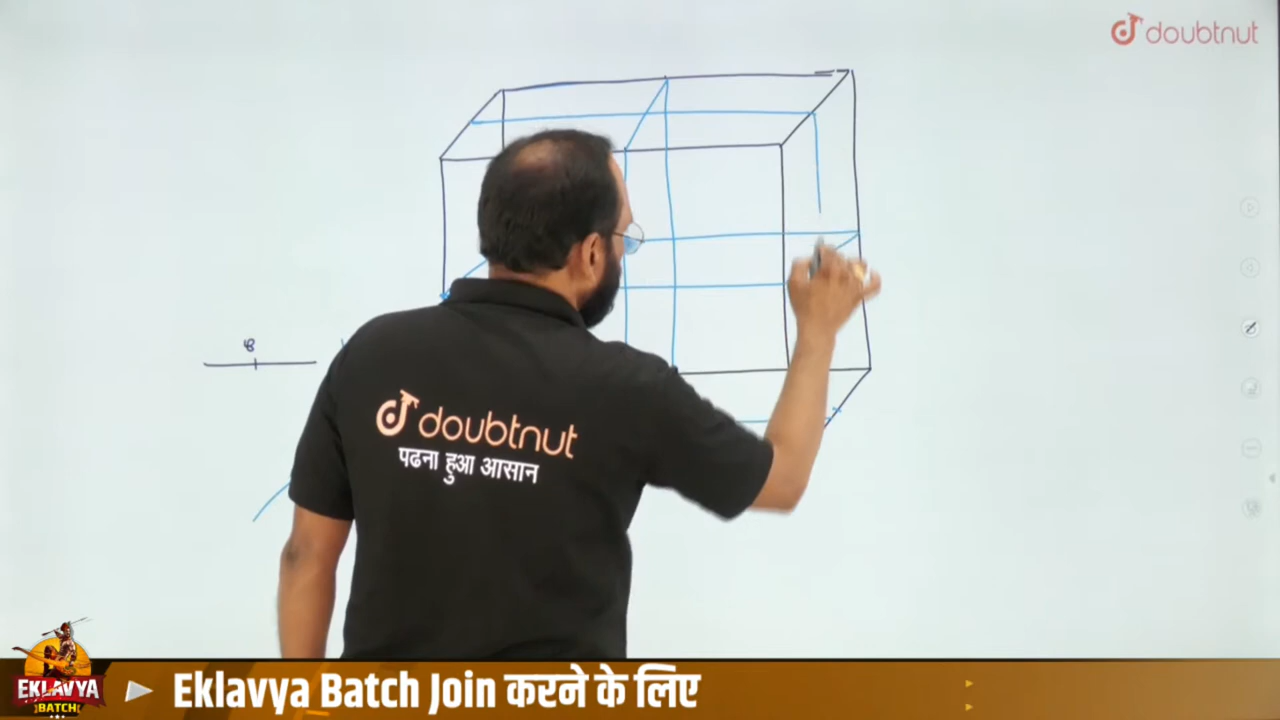 doubtnut
doubtnut
पढना हुआ आसान
EKLAVYA
BATCH
Eklavya Batch Join करने के लिए